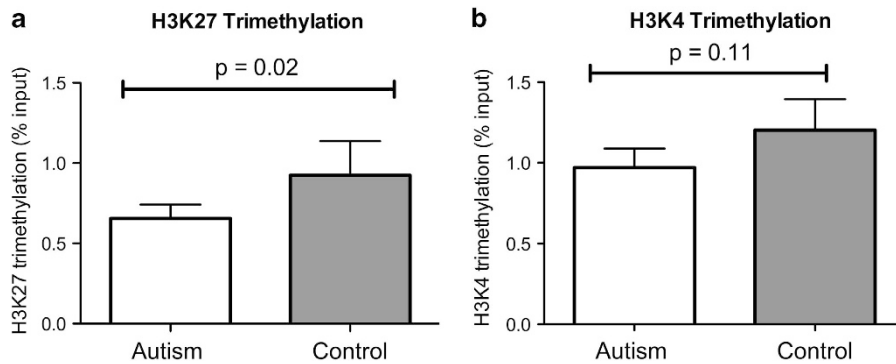 a
H3K27 Trimethylation
p = 0.02
H3K27 trimethylation (% input)
1.5
1.0
0.5
0.0
Autism Control
b
H3K4 Trimethylation
p = 0.11
H3K4 trimethylation (% input)
1.5
1.0
0.5
0.0
Autism Control